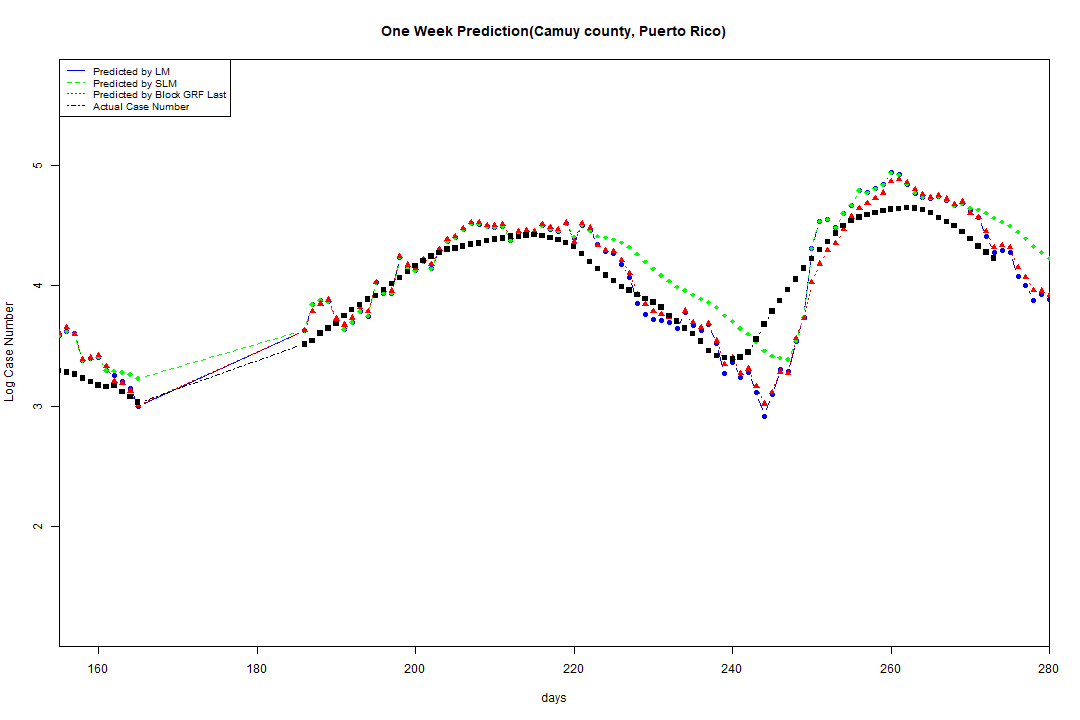 One Week Prediction(Camuy county, Puerto Rico)
Predicted by LM
Predicted by SLM
Predicted by Block GRF Last
Actual Case Number
5
4
3
2
Log Case Number
160 180 200 220 240 260 280
days